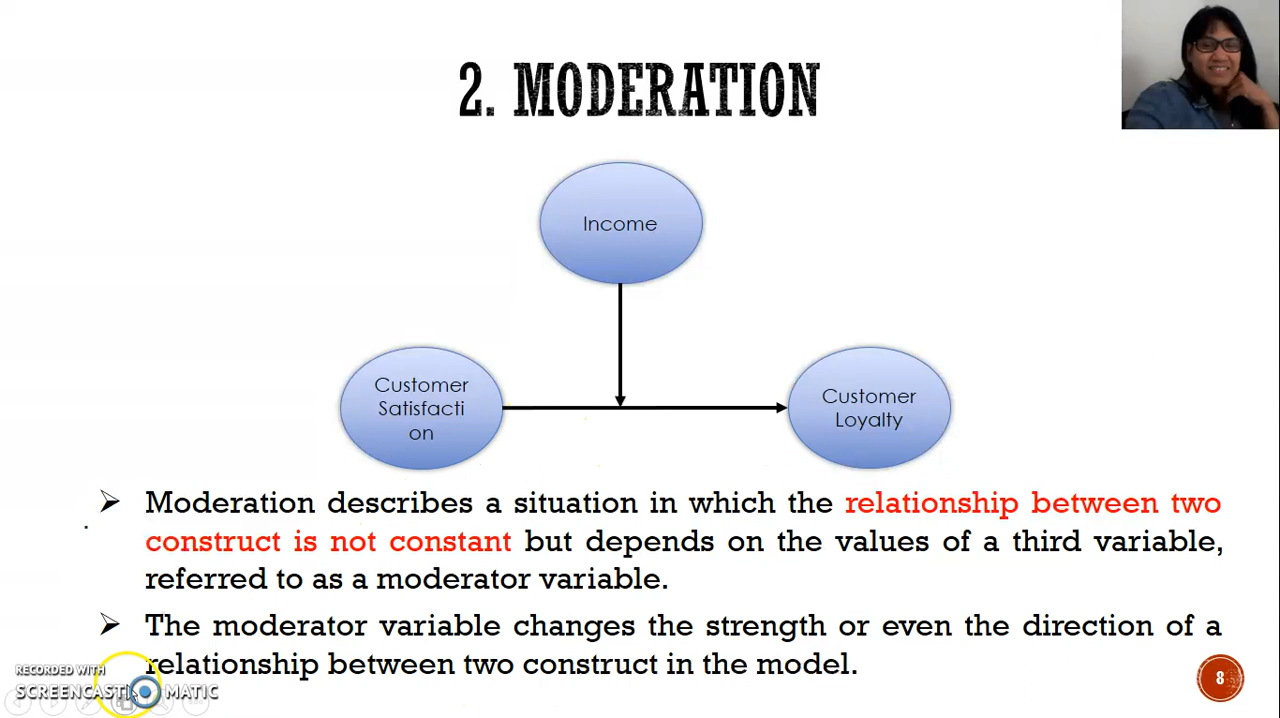 2. MODERATION
Income
Customer
Satisfacti
on
Customer
Loyalty
➢ Moderation describes a situation in which the relationship between two
construct is not constant but depends on the values of a third variable,
referred to as a moderator variable.
➢ The moderator variable changes the strength or even the direction of a
relationship between two construct in the model.
RECORDED WITH
SCREENCAST MATIC
8